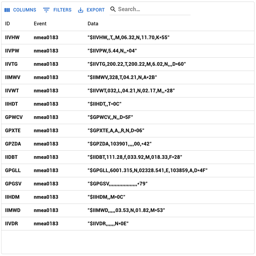 COLUMNS FILTERS EXPORT Search...
ID Event Data
IIVHW nmea0183 "$IIVHW,,T,,M,06.32,N,11.70,K*55"
IIVPW nmea0183 "$IIVPW,5.44,N,,*04"
IIVTG nmea0183 "$IIVTG,200.22,T,200.22,M,6.02,N,,,D*60"
IIMWV nmea0183 "$IIMWV,328,T,04.21,N,A*28"
IIVWT nmea0183 "$IIVWT,032,L,04.21,N,02.17,M,,,*28"
IIHDT nmea0183 "$IIHDT,,T*0C"
GPWCV nmea0183 "$GPWCV,,N,,D*5F"
GPXTE nmea0183 "$GPXTE,A,A,,R,N,D*06"
GPZDA nmea0183 "$GPZDA,103901,,,,00,*42"
IIDBT nmea0183 "$IIDBT,111.28,f,033.92,M,018.33,F*28"
GPGLL nmea0183 "$GPGLL,6001.315,N,02328.541,E,103859,A,D*4F"
GPGSV nmea0183
IIHDM nmea0183 "$IIHDM,,M*0C"
IIMWD nmea0183 "$IIMWD,,,,,03.53,N,01.82,M*53"
IIVDR nmea0183 "$IIVDR,,,,,N*0E"